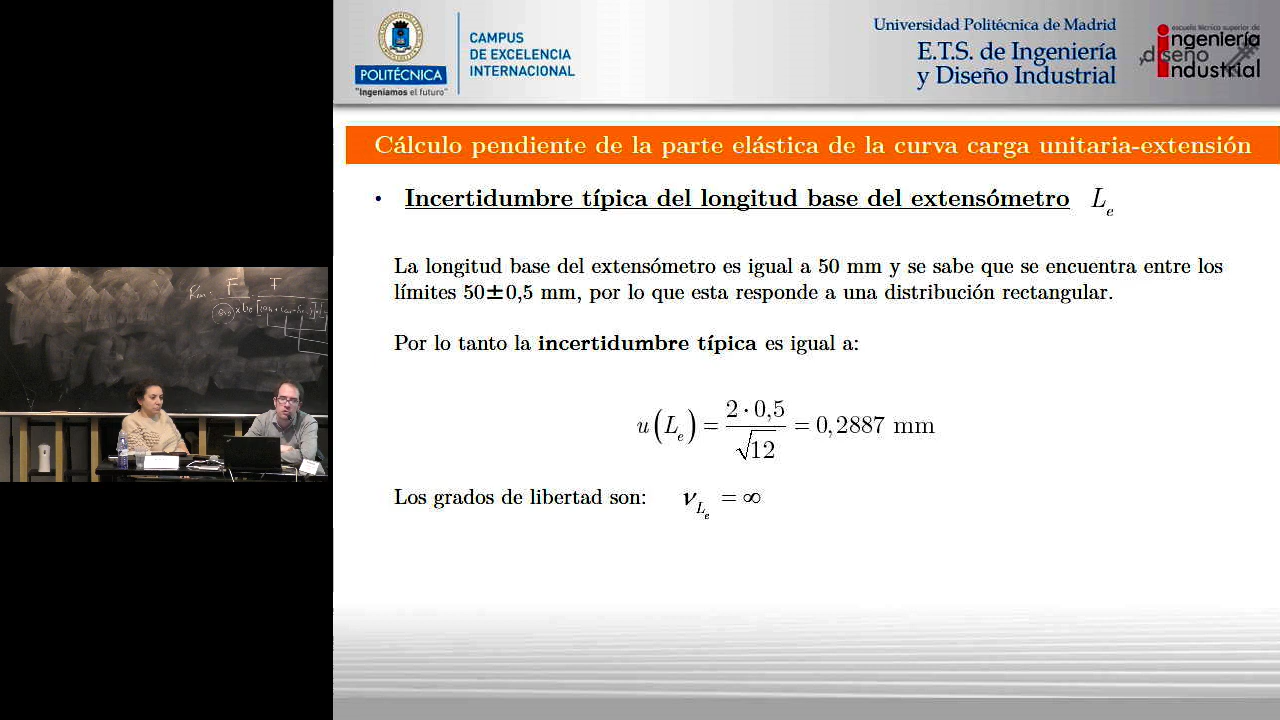 POLITÉCNICA
"Ingeniamos el futuro"
CAMPUS
DE EXCELENCIA
INTERNACIONAL
Universidad Politécnica de Madrid
E.T.S. de Ingeniería
y Diseño Industrial
escuela técnica superior de
ingeniería
y diseño
industrial
Cálculo pendiente de la parte elástica de la curva carga unitaria-extensión
• Incertidumbre típica del longitud base del extensómetro L_e
La longitud base del extensómetro es igual a 50 mm y se sabe que se encuentra entre los
límites 50±0,5 mm, por lo que esta responde a una distribución rectangular.
Por lo tanto la incertidumbre típica es igual a:
u(L_e) = 2·0,5/√12 = 0,2887 mm
Los grados de libertad son: ν_{L_e} = ∞